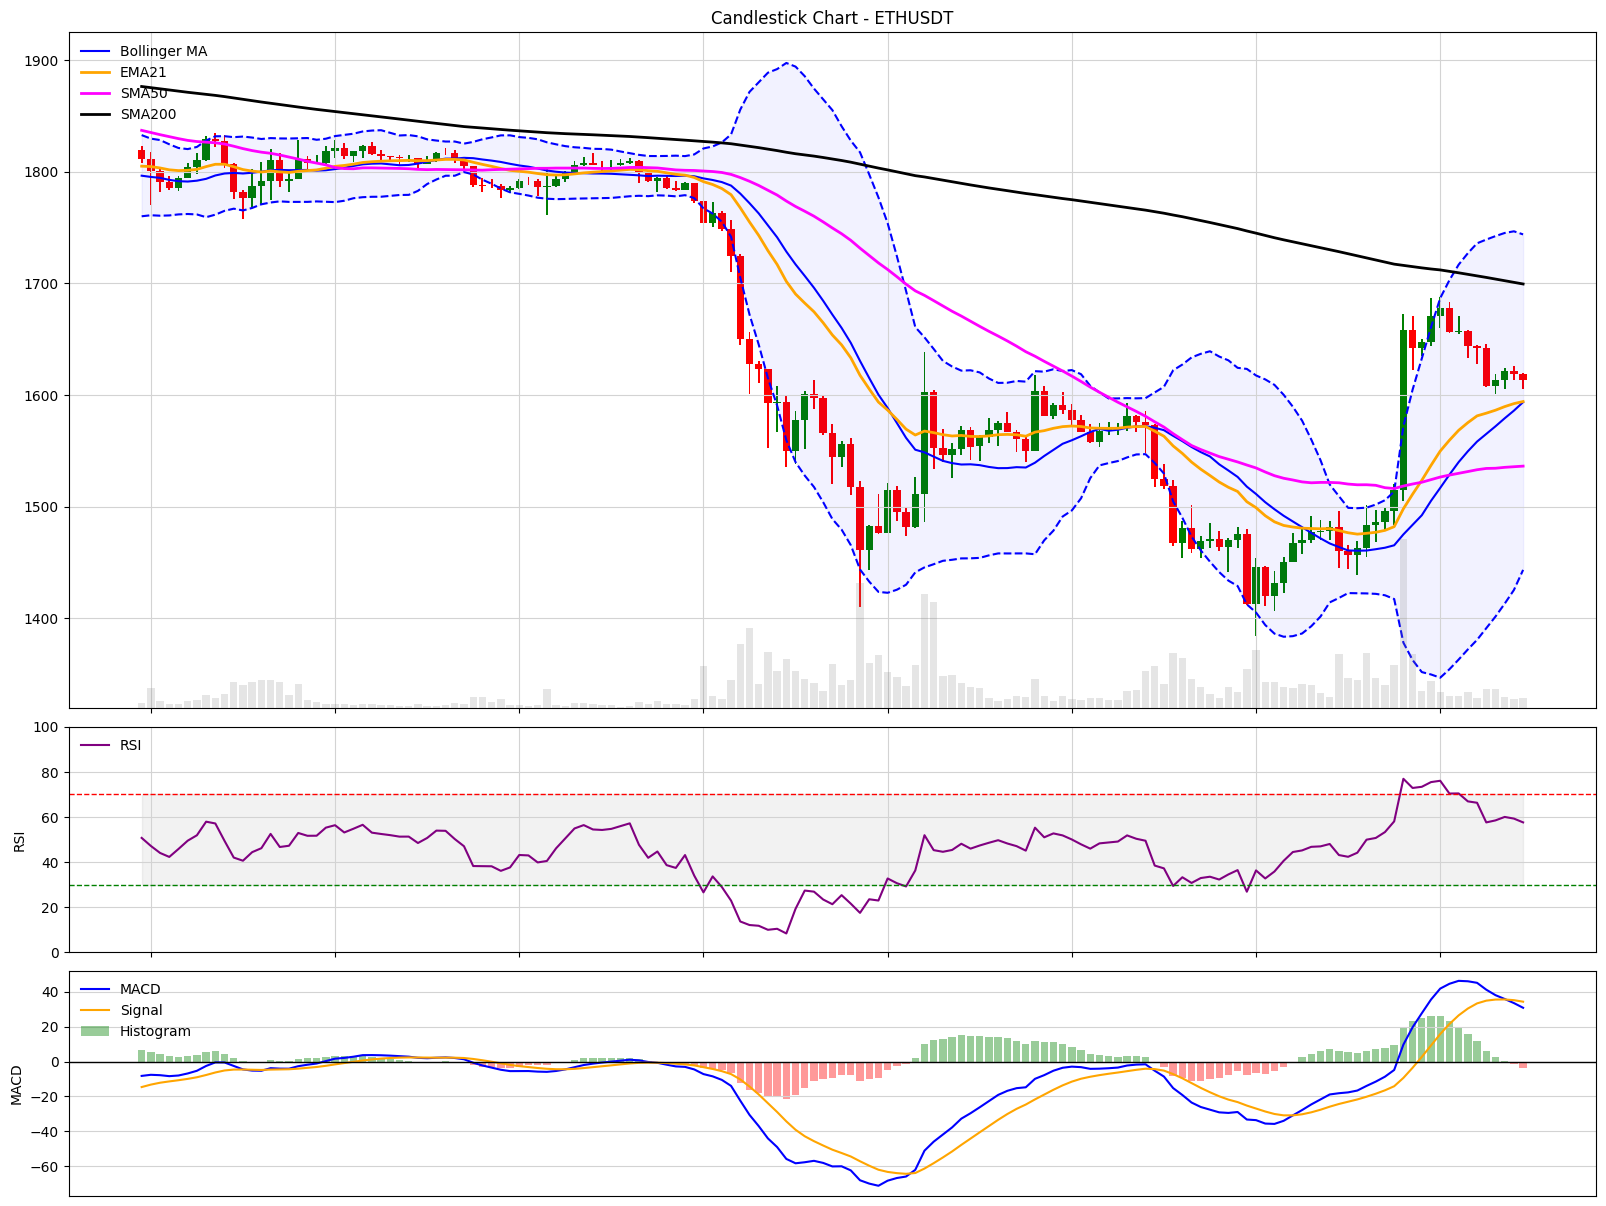 Candlestick Chart - ETHUSDT
Bollinger MA
EMA21
SMA50
SMA200
1900
1800
1700
1600
1500
1400
RSI
100
80
60
40
20
0
RSI
MACD
Signal
Histogram
40
20
0
−20
−40
−60
MACD